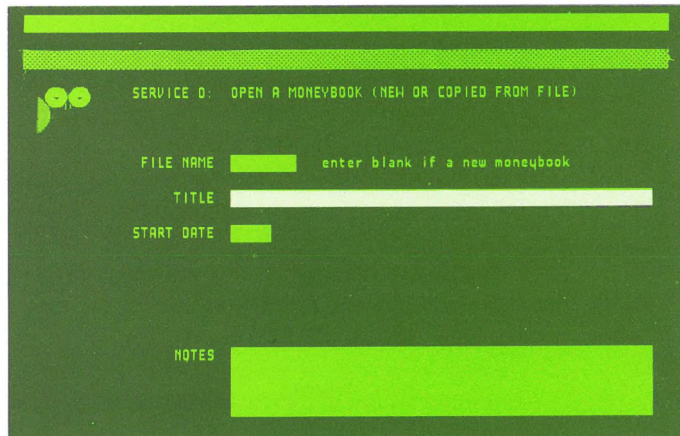 SERVICE O: OPEN A MONEYBOOK (NEW OR COPIED FROM FILE)
FILE NAME enter blank if a new moneybook
TITLE
START DATE
NOTES